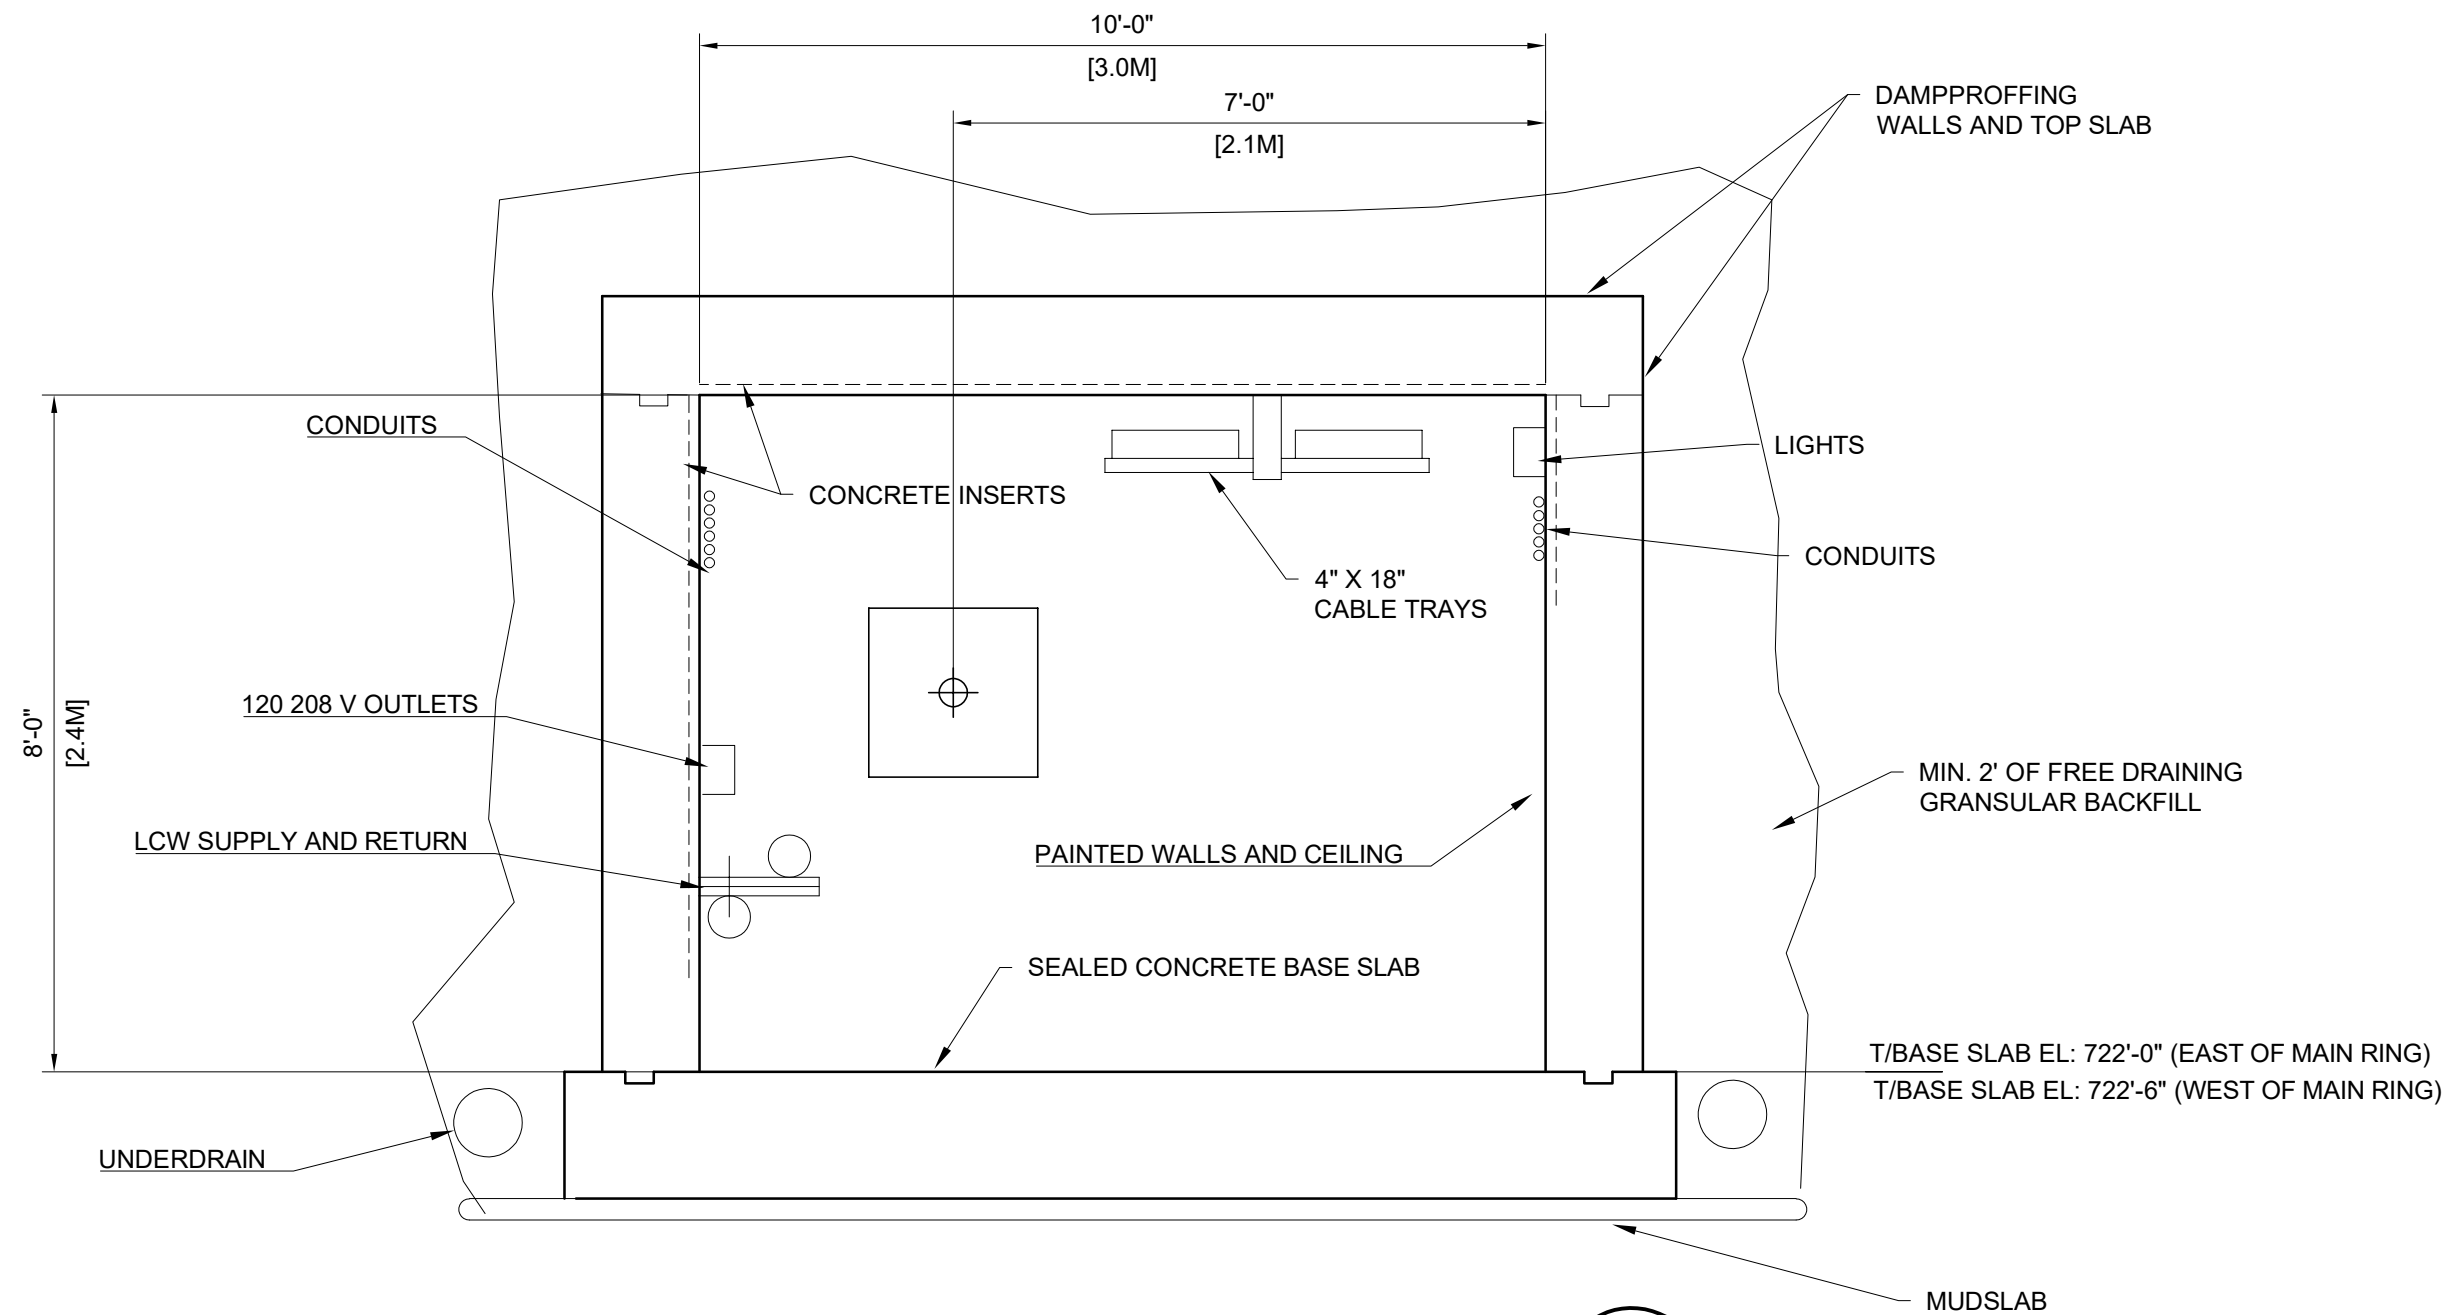 10'-0"
[3.0M]
7'-0"
[2.1M]
DAMPPROFFING
WALLS AND TOP SLAB
CONDUITS
LIGHTS
CONCRETE INSERTS
CONDUITS
4" X 18"
CABLE TRAYS
120 208 V OUTLETS
8'-0"
[2.4M]
MIN. 2' OF FREE DRAINING
GRANSULAR BACKFILL
LCW SUPPLY AND RETURN
PAINTED WALLS AND CEILING
SEALED CONCRETE BASE SLAB
T/BASE SLAB EL: 722'-0" (EAST OF MAIN RING)
T/BASE SLAB EL: 722'-6" (WEST OF MAIN RING)
UNDERDRAIN
MUDSLAB